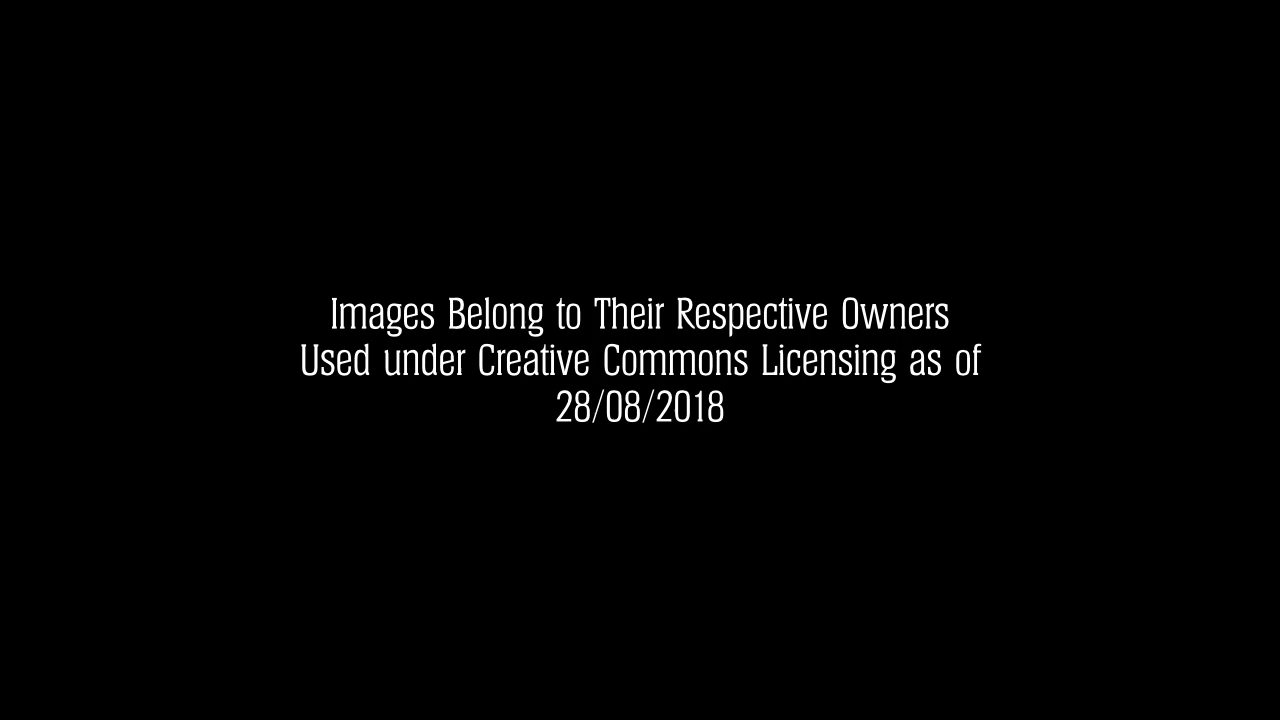 Images Belong to Their Respective Owners
Used under Creative Commons Licensing as of
28/08/2018